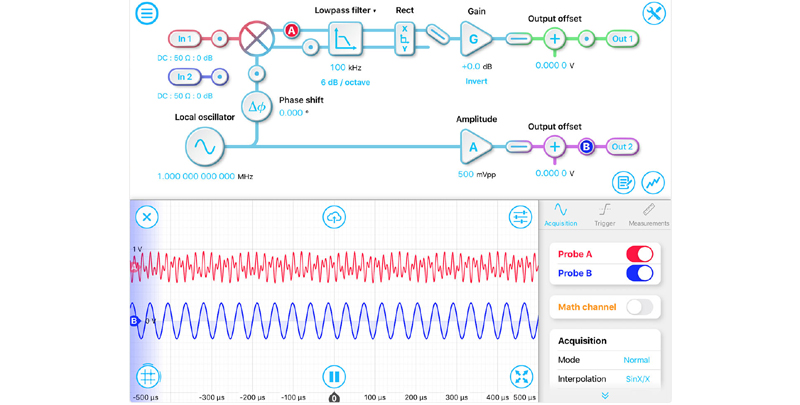 Lowpass filter
Rect
Gain
Output offset
In 1
A
X
Y
G
Out 1
DC : 50 Ω : 0 dB
100 kHz
+0.0 dB
0.000 0 V
In 2
6 dB / octave
Invert
DC : 50 Ω : 0 dB
Δϕ
Phase shift
0.000 °
Local oscillator
Amplitude
Output offset
A
B
Out 2
1.000 000 000 000 MHz
500 mVpp
0.000 0 V
Acquisition
Trigger
Measurements
1 V
Probe A
A
Probe B
Math channel
B
0 V
Acquisition
Mode
Normal
Interpolation
SinX/X
-500 µs
-300 µs
-200 µs
-100 µs
0
100 µs
200 µs
300 µs
400 µs
500 µs